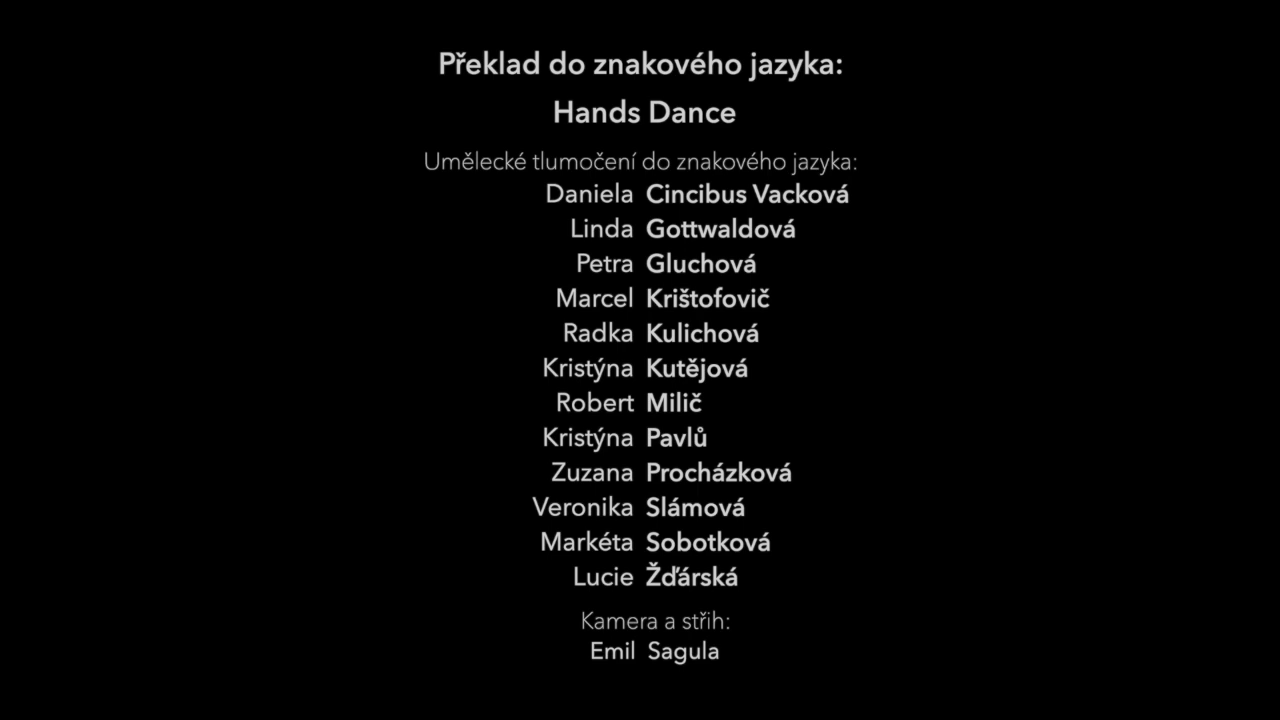 Překlad do znakového jazyka:
Hands Dance
Umělecké tlumočení do znakového jazyka:
Daniela Cincibus Vacková
Linda Gottwaldová
Petra Gluchová
Marcel Krištofovič
Radka Kulichová
Kristýna Kutějová
Robert Milič
Kristýna Pavlů
Zuzana Procházková
Veronika Slámová
Markéta Sobotková
Lucie Žďárská
Kamera a střih:
Emil Sagula